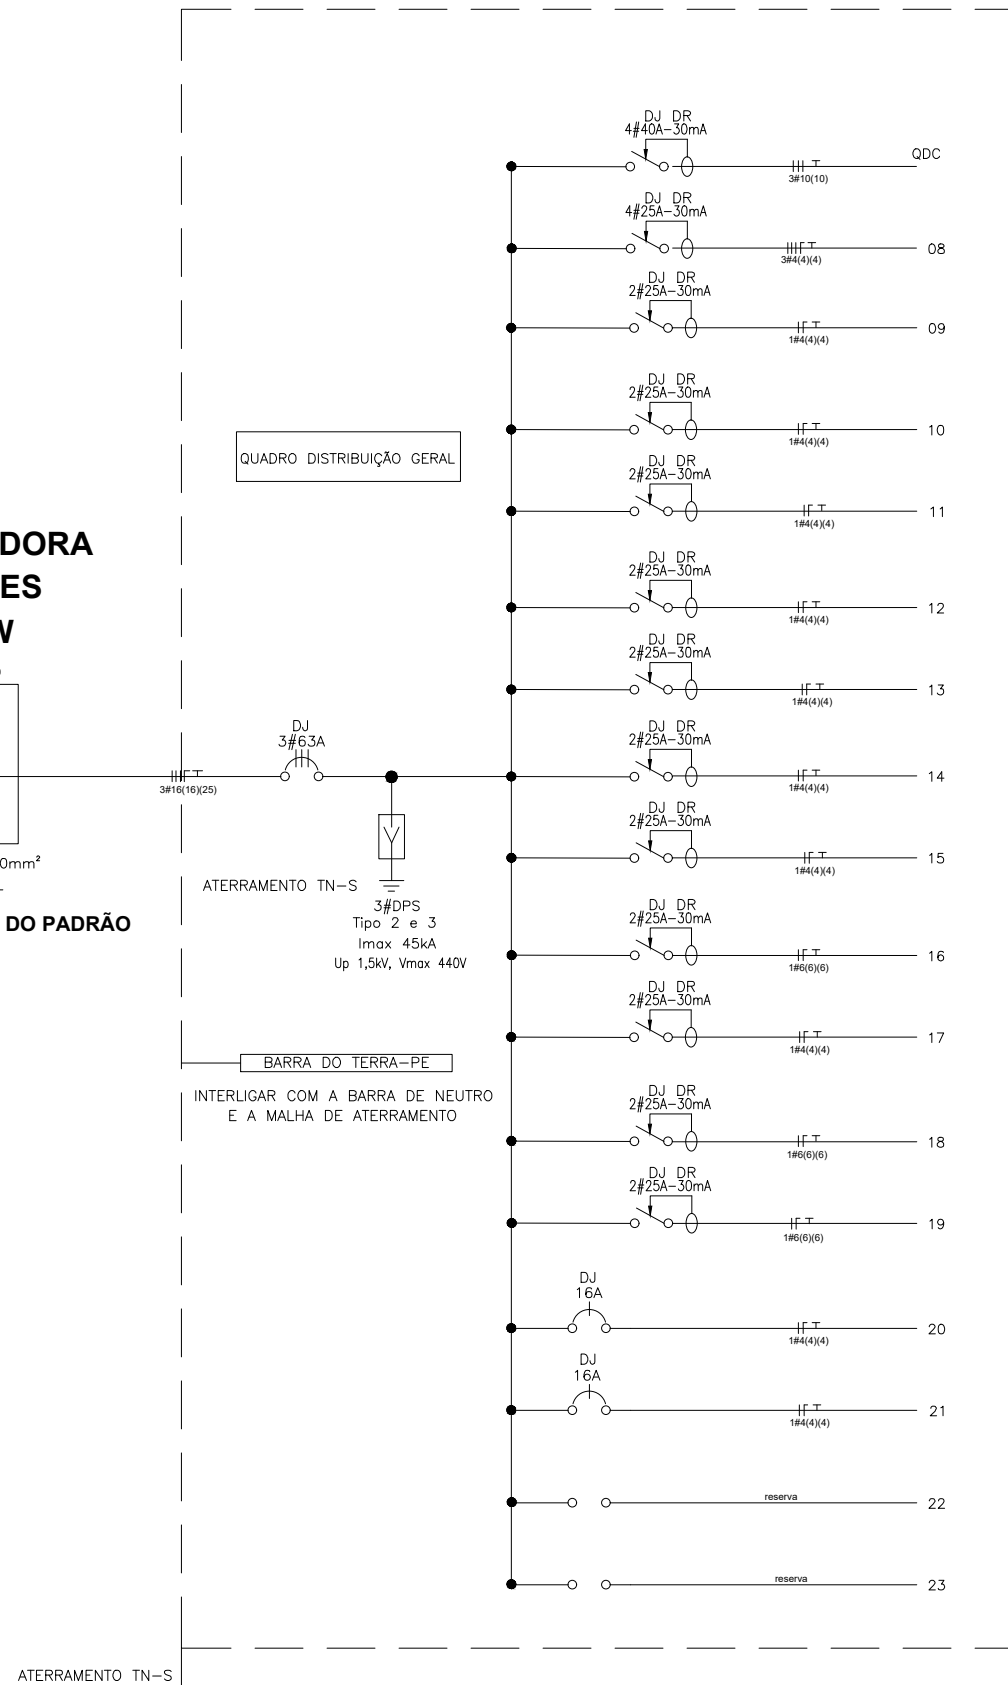 DJ DR
4#40A-30mA
QDC
3#10(10)
DJ DR
4#25A-30mA
08
3#4(4)(4)
DJ DR
2#25A-30mA
09
1#4(4)(4)
DJ DR
2#25A-30mA
10
1#4(4)(4)
QUADRO DISTRIBUIÇÃO GERAL
DJ DR
2#25A-30mA
11
1#4(4)(4)
DORA
ES
DJ DR
2#25A-30mA
12
1#4(4)(4)
DJ DR
2#25A-30mA
13
1#4(4)(4)
DJ
3#63A
3#16(16)(25)
DJ DR
2#25A-30mA
14
1#4(4)(4)
0mm²
DO PADRÃO
DJ DR
2#25A-30mA
15
1#4(4)(4)
ATERRAMENTO TN-S
3#DPS
Tipo 2 e 3
Imax 45kA
Up 1,5kV, Vmax 440V
DJ DR
2#25A-30mA
16
1#6(6)(6)
DJ DR
2#25A-30mA
17
1#4(4)(4)
BARRA DO TERRA-PE
INTERLIGAR COM A BARRA DE NEUTRO
E A MALHA DE ATERRAMENTO
DJ DR
2#25A-30mA
18
1#6(6)(6)
DJ DR
2#25A-30mA
19
1#6(6)(6)
DJ
16A
20
1#4(4)(4)
DJ
16A
21
1#4(4)(4)
reserva
22
reserva
23
ATERRAMENTO TN-S